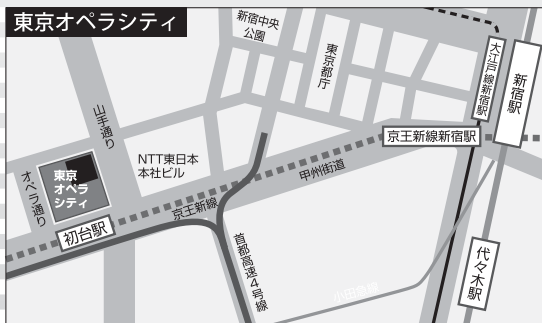 東京オペラシティ
新宿中央
公園
東京都庁
大江戸線新宿駅
新宿駅
山手通り
京王新線新宿駅
NTT東日本
本社ビル
甲州街道
東京
オペラ
シティ
オペラ通り
京王新線
初台駅
首都高速4号線
代々木駅
小田急線